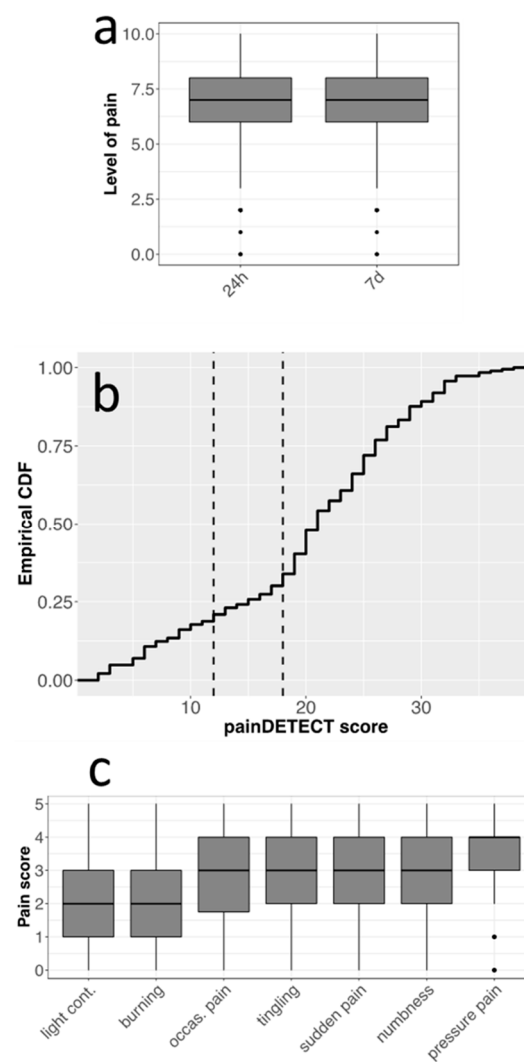 a
Level of pain
10.0
7.5
5.0
2.5
0.0
24h
7d
b
Empirical CDF
1.00
0.75
0.50
0.25
0.00
10
20
30
painDETECT score
c
Pain score
5
4
3
2
1
0
light cont.
burning
occas. pain
tingling
sudden pain
numbness
pressure pain